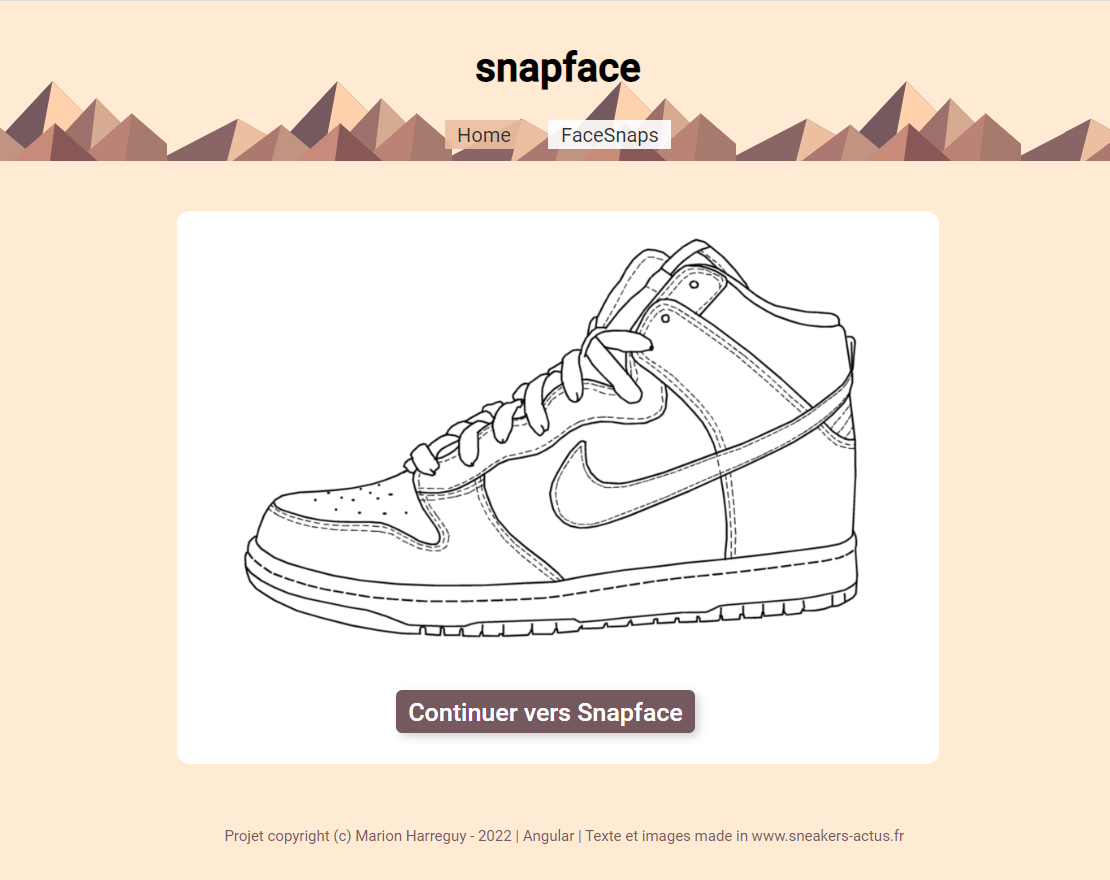 snapface
Home
FaceSnaps
Continuer vers Snapface
Projet copyright (c) Marion Harreguy - 2022 | Angular | Texte et images made in www.sneakers-actus.fr